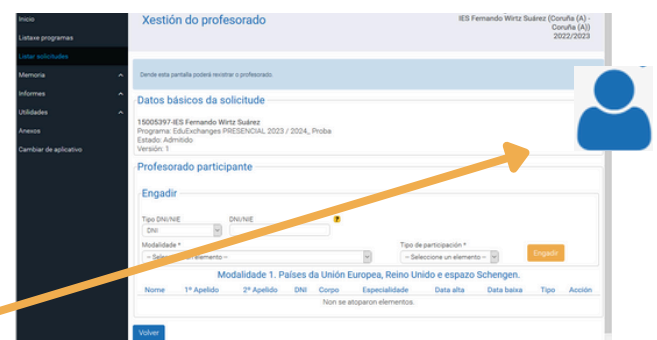 Inicio
Listaxe programas
Listar solicitudes
Memoria
Informes
Utilidades
Anexos
Cambiar de aplicativo
Xestión do profesorado
IES Fernando Wirtz Suárez (Coruña (A) -
Coruña (A))
2022/2023
Dende esta pantalla poderá rexistrar o profesorado.
Datos básicos da solicitude
15005397-IES Fernando Wirtz Suárez
Programa: EduExchanges PRESENCIAL 2023 / 2024_ Proba
Estado: Admitido
Versión: 1
Profesorado participante
Engadir
Tipo DNI/NIE DNI/NIE ?
DNI
Modalidade * Tipo de participación *
-- Seleccione un elemento -- -- Seleccione un elemento -- Engadir
Modalidade 1. Países da Unión Europea, Reino Unido e espazo Schengen.
Nome 1º Apelido 2º Apelido DNI Corpo Especialidade Data alta Data baixa Tipo Acción
Non se atoparon elementos.
Volver